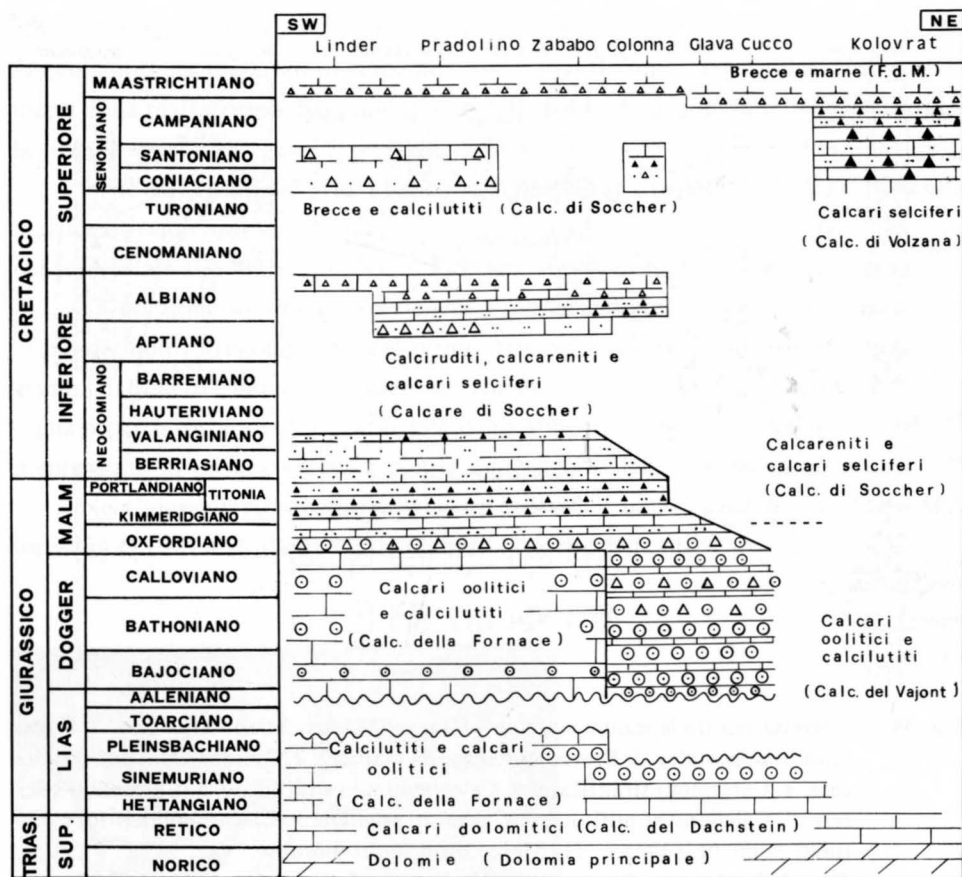 SW
NE
Linder Pradolino Zababo Colonna Glava Cucco Kolovrat
CRETACICO
SUPERIORE
SENONIANO
MAASTRICHTIANO
CAMPANIANO
SANTONIANO
CONIACIANO
TURONIANO
CENOMANIANO
INFERIORE
NEOCOMIANO
ALBIANO
APTIANO
BARREMIANO
HAUTERIVIANO
VALANGINIANO
BERRIASIANO
GIURASSICO
MALM
PORTLANDIANO
TITONIA
KIMMERIDGIANO
OXFORDIANO
DOGGER
CALLOVIANO
BATHONIANO
BAJOCIANO
AALENIANO
LIAS
TOARCIANO
PLEINSBACHIANO
SINEMURIANO
HETTANGIANO
TRIAS.
SUP.
RETICO
NORICO
Brecce e marne (F. d. M.)
Brecce e calcilutiti (Calc. di Soccher)
Calcari selciferi
(Calc. di Volzana)
Calciruditi, calcareniti e
calcari selciferi
(Calcare di Soccher)
Calcareniti e
calcari selciferi
(Calc. di Soccher)
Calcari oolitici
e calcilutiti
(Calc. della Fornace)
Calcari
oolitici e
calcilutiti
(Calc. del Vajont)
Calcilutiti e calcari
oolitici
(Calc. della Fornace)
Calcari dolomitici (Calc. del Dachstein)
Dolomie (Dolomia principale)